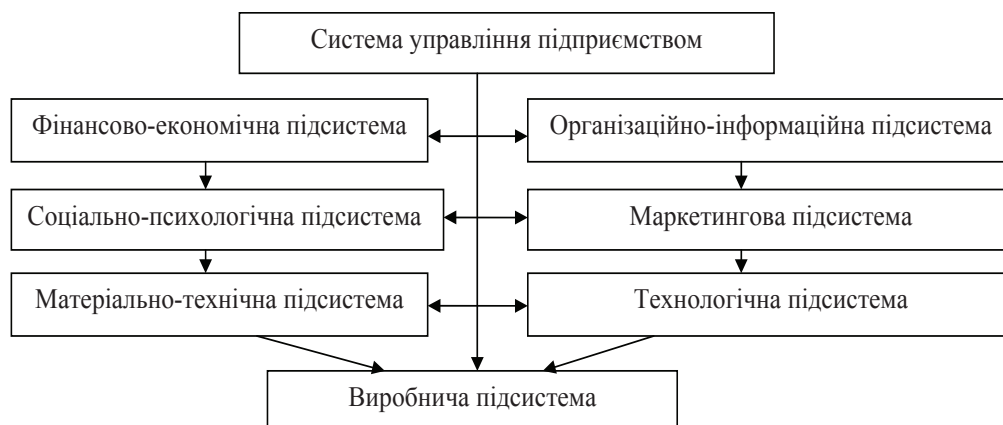 Система управління підприємством
Фінансово-економічна підсистема
Організаційно-інформаційна підсистема
Соціально-психологічна підсистема
Маркетингова підсистема
Матеріально-технічна підсистема
Технологічна підсистема
Виробнича підсистема